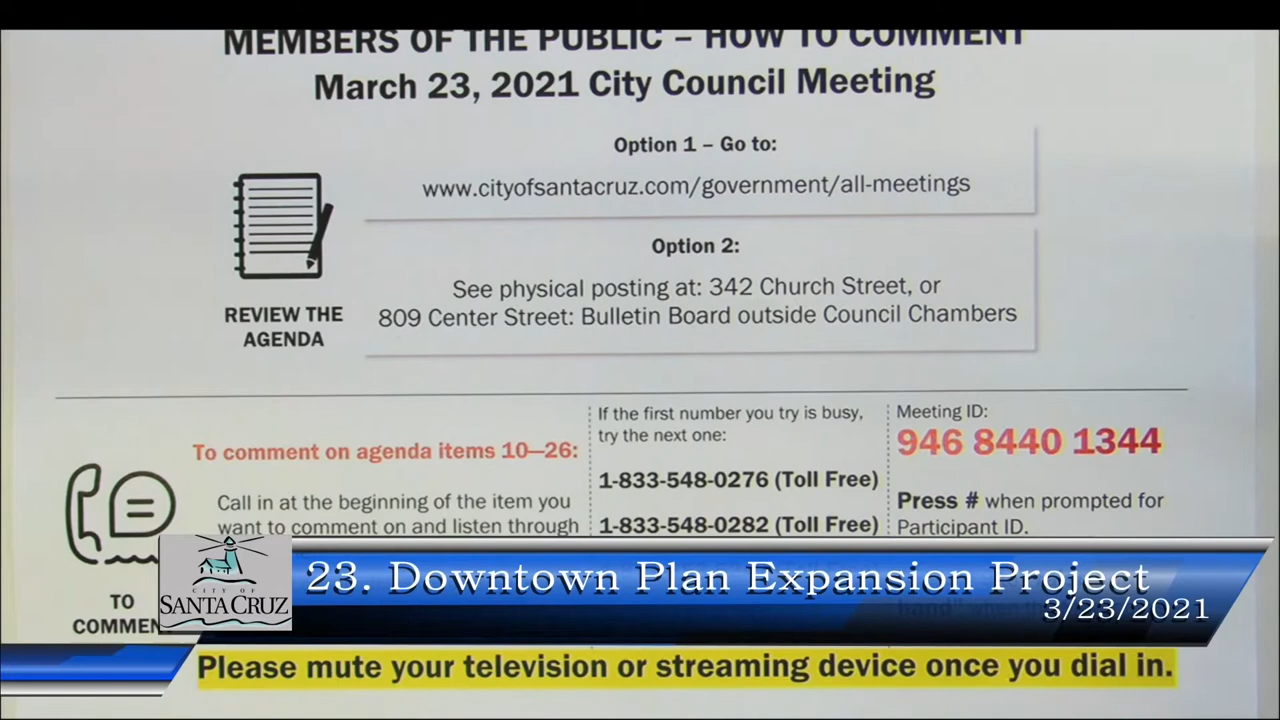 MEMBERS OF THE PUBLIC – HOW TO COMMENT
March 23, 2021 City Council Meeting
Option 1 – Go to:
www.cityofsantacruz.com/government/all-meetings
Option 2:
See physical posting at: 342 Church Street, or
809 Center Street: Bulletin Board outside Council Chambers
REVIEW THE
AGENDA
To comment on agenda items 10—26:
Call in at the beginning of the item you
want to comment on and listen through
If the first number you try is busy,
try the next one:
1-833-548-0276 (Toll Free)
1-833-548-0282 (Toll Free)
Meeting ID:
946 8440 1344
Press # when prompted for
Participant ID.
TO
COMMENT
CITY OF
SANTA CRUZ
23. Downtown Plan Expansion Project
3/23/2021
Please mute your television or streaming device once you dial in.